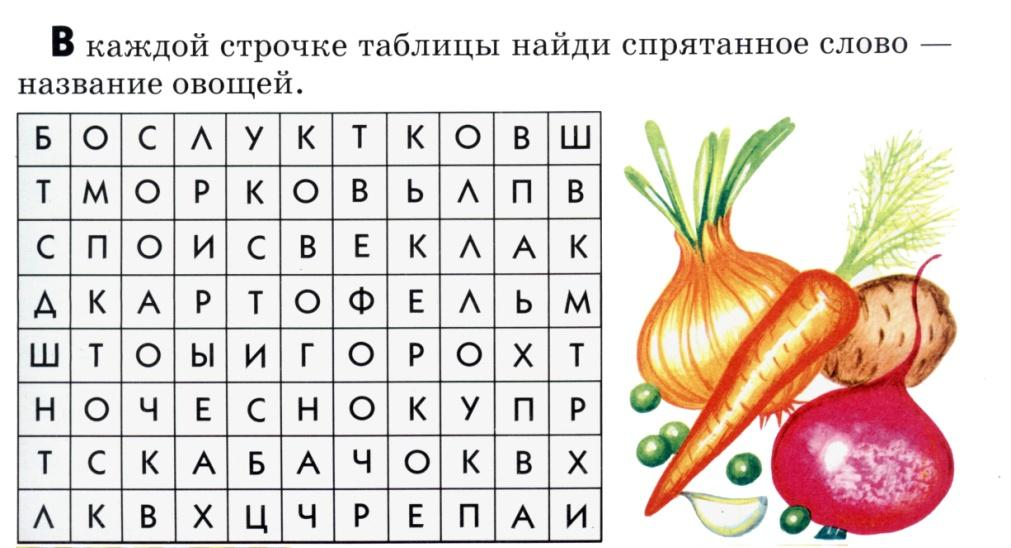 В каждой строчке таблицы найди спрятанное слово —
название овощей.
Б О С Л У К Т К О В Ш
Т М О Р К О В Ь Л П В
С П О И С В Е К Л А К
Д К А Р Т О Ф Е Л Ь М
Ш Т О Ы И Г О Р О Х Т
Н О Ч Е С Н О К У П Р
Т С К А Б А Ч О К В Х
Л К В Х Ц Ч Р Е П А И